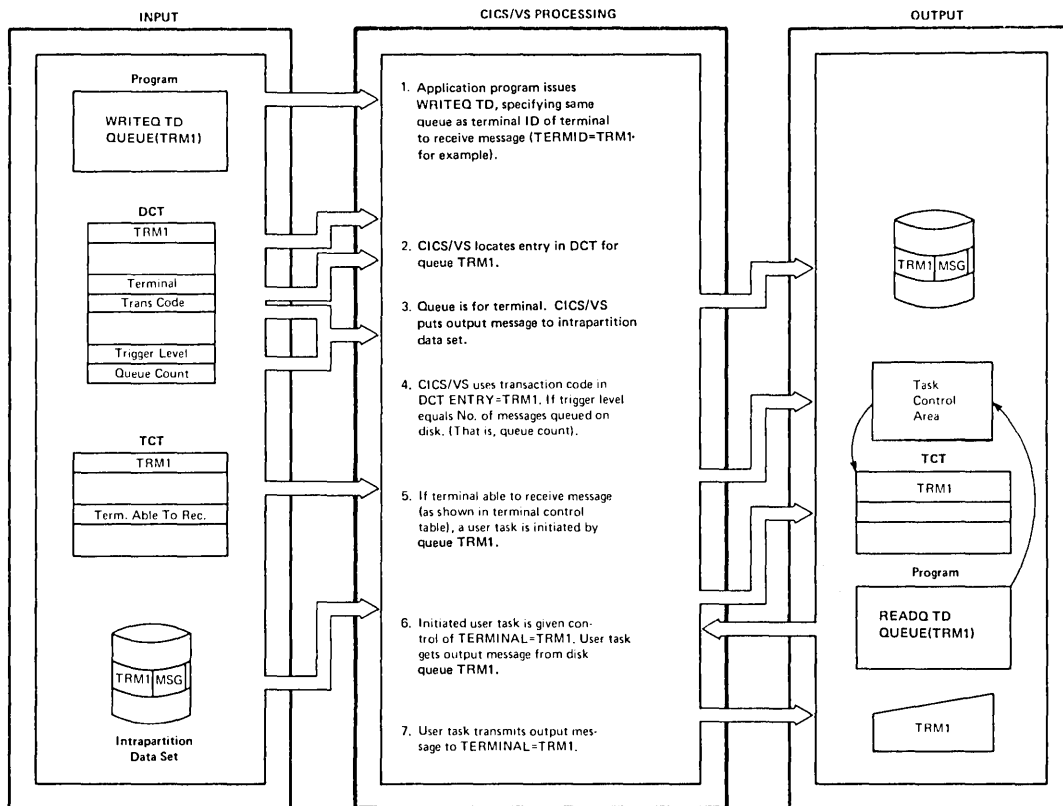 INPUT
Program
WRITEQ TD
QUEUE(TRM1)
DCT
TRM1
Terminal
Trans Code
Trigger Level
Queue Count
TCT
TRM1
Term. Able To Rec.
TRM1 MSG
Intrapartition
Data Set
CICS/VS PROCESSING
1. Application program issues
WRITEQ TD, specifying same
queue as terminal ID of terminal
to receive message (TERMID=TRM1·
for example).
2. CICS/VS locates entry in DCT for
queue TRM1.
3. Queue is for terminal. CICS/VS
puts output message to intrapartition
data set.
4. CICS/VS uses transaction code in
DCT ENTRY=TRM1. If trigger level
equals No. of messages queued on
disk. (That is, queue count).
5. If terminal able to receive message
(as shown in terminal control
table), a user task is initiated by
queue TRM1.
6. Initiated user task is given con-
trol of TERMINAL=TRM1. User task
gets output message from disk
queue TRM1.
7. User task transmits output mes-
sage to TERMINAL=TRM1.
OUTPUT
TRM1 MSG
Task
Control
Area
TCT
TRM1
Program
READQ TD
QUEUE(TRM1)
TRM1